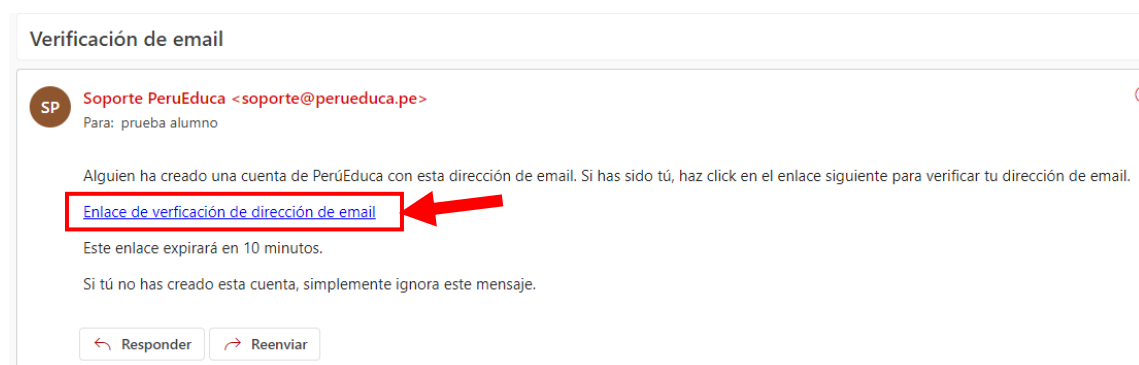 Verificación de email
SP
Soporte PeruEduca <soporte@perueduca.pe>
Para: prueba alumno
Alguien ha creado una cuenta de PerúEduca con esta dirección de email. Si has sido tú, haz click en el enlace siguiente para verificar tu dirección de email.
Enlace de verficación de dirección de email
Este enlace expirará en 10 minutos.
Si tú no has creado esta cuenta, simplemente ignora este mensaje.
Responder
Reenviar